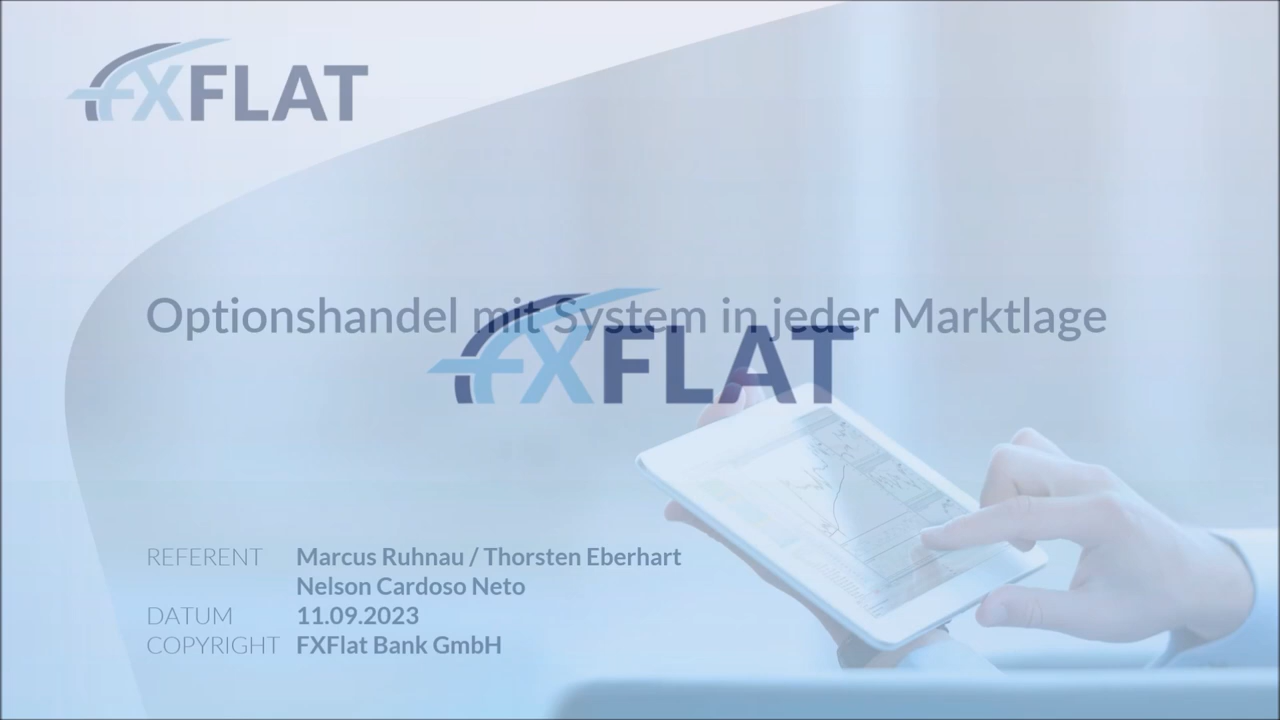 FXFLAT
Optionshandel mit System in jeder Marktlage
FXFLAT
REFERENT Marcus Ruhnau / Thorsten Eberhart
Nelson Cardoso Neto
DATUM 11.09.2023
COPYRIGHT FXFlat Bank GmbH